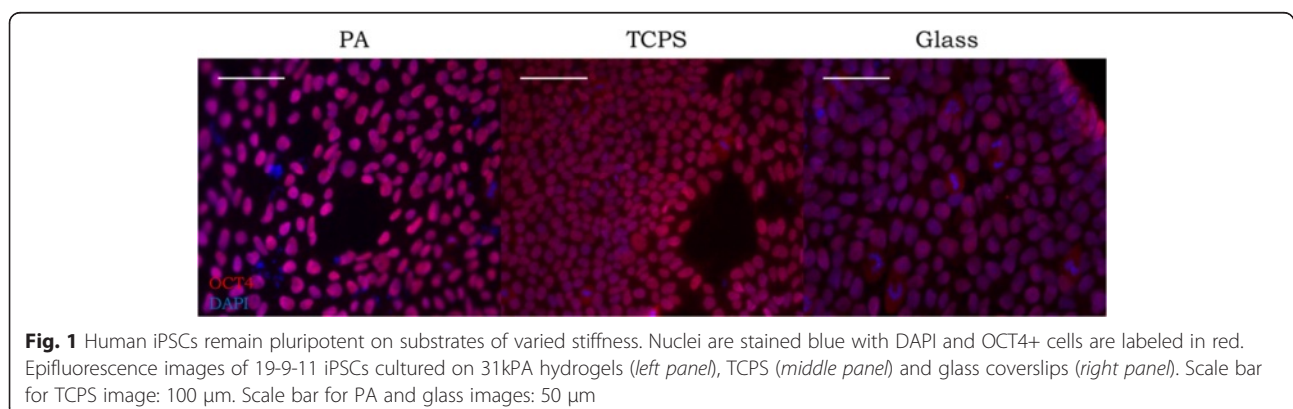 PA TCPS Glass
OCT4
DAPI
Fig. 1 Human iPSCs remain pluripotent on substrates of varied stiffness. Nuclei are stained blue with DAPI and OCT4+ cells are labeled in red.
Epifluorescence images of 19-9-11 iPSCs cultured on 31kPA hydrogels (left panel), TCPS (middle panel) and glass coverslips (right panel). Scale bar
for TCPS image: 100 μm. Scale bar for PA and glass images: 50 μm